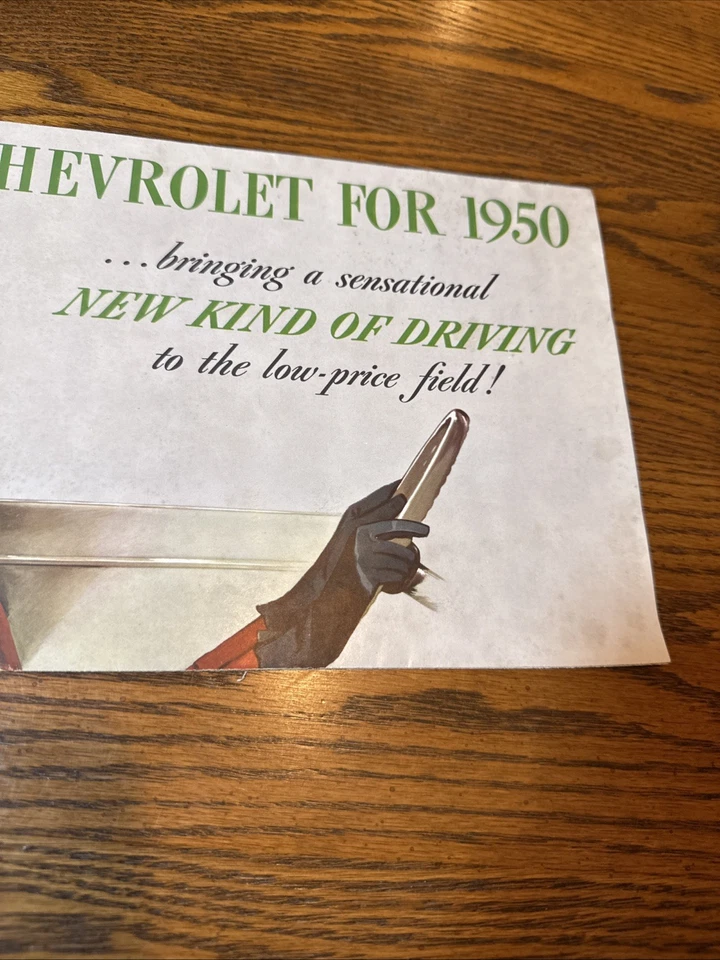 HEVROLET FOR 1950
...bringing a sensational
NEW KIND OF DRIVING
to the low-price field!